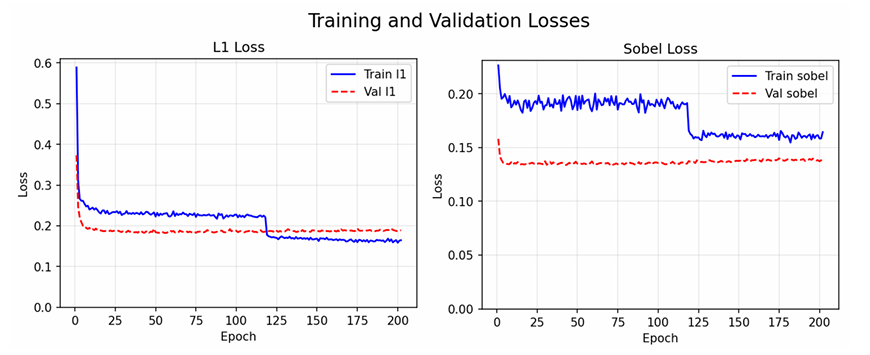 Training and Validation Losses
L1 Loss
Train l1
Val l1
0.6
0.5
0.4
0.3
0.2
0.1
0.0
Loss
0 25 50 75 100 125 150 175 200
Epoch
Sobel Loss
Train sobel
Val sobel
0.20
0.15
0.10
0.05
0.00
Loss
0 25 50 75 100 125 150 175 200
Epoch